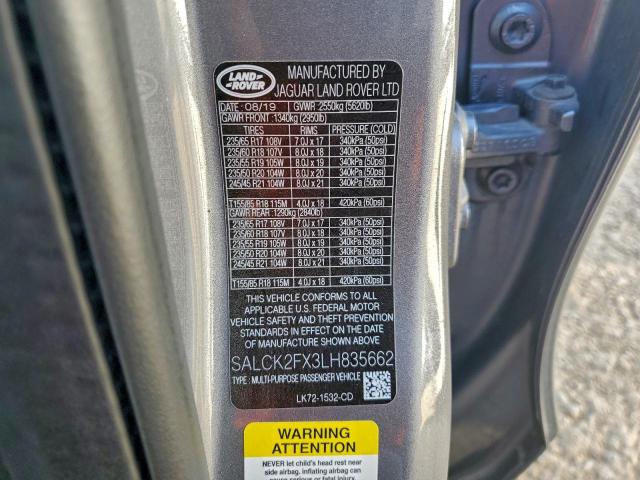 LAND ROVER
MANUFACTURED BY
JAGUAR LAND ROVER LTD
DATE : 08/19 GVWR :2550kg (5620lb)
GAWR FRONT :1340kg (2950lb)
TIRES RIMS PRESSURE (COLD)
235/65 R17 108V 7.0J x 17 340kPa (50psi)
235/60 R18 107V 8.0J x 18 340kPa (50psi)
235/55 R19 105W 8.0J x 19 340kPa (50psi)
235/50 R20 104W 8.0J x 20 340kPa (50psi)
245/45 R21 104W 8.0J x 21 340kPa (50psi)
T155/85 R18 115M 4.0J x 18 420kPa (60psi)
GAWR REAR :1290kg (2840lb)
235/65 R17 108V 7.0J x 17 340kPa (50psi)
235/60 R18 107V 8.0J x 18 340kPa (50psi)
235/55 R19 105W 8.0J x 19 340kPa (50psi)
235/50 R20 104W 8.0J x 20 340kPa (50psi)
245/45 R21 104W 8.0J x 21 340kPa (50psi)
T155/85 R18 115M 4.0J x 18 420kPa (60psi)
THIS VEHICLE CONFORMS TO ALL
APPLICABLE U.S. FEDERAL MOTOR
VEHICLE SAFETY AND THEFT PREVENTION
STANDARDS IN EFFECT ON THE DATE
OF MANUFACTURE SHOWN ABOVE
SALCK2FX3LH835662
TYPE : MULTI-PURPOSE PASSENGER VEHICLE
LK72-1532-CD
WARNING
ATTENTION
NEVER let child's head rest near
side airbag. inflating airbag can
cause serious or fatal injury.